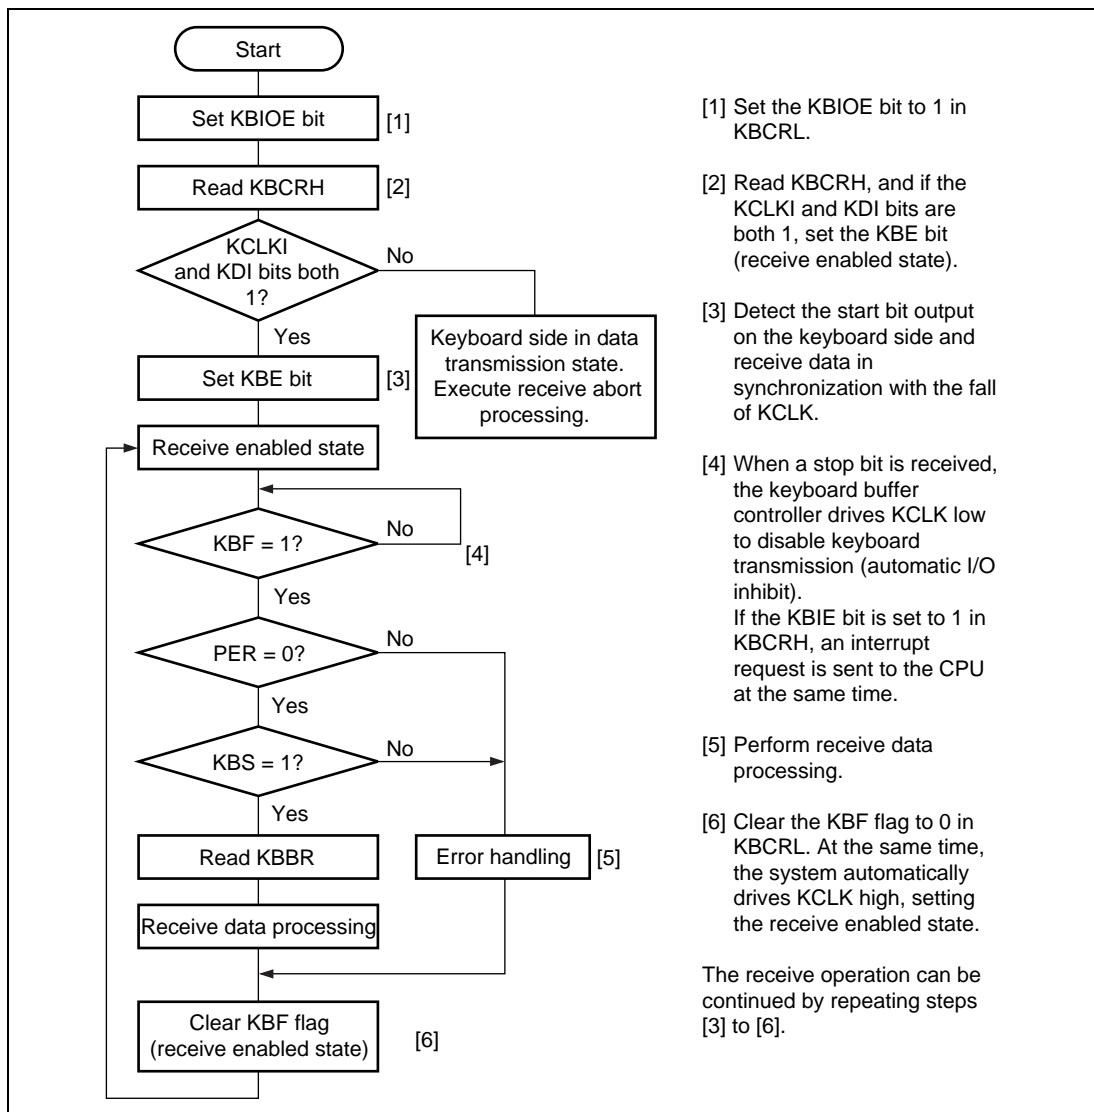 Start
Set KBIOE bit
[1]
Read KBCRH
[2]
KCLKI
and KDI bits both
1?
No
Yes
Keyboard side in data
transmission state.
Execute receive abort
processing.
Set KBE bit
[3]
Receive enabled state
KBF = 1?
No
[4]
Yes
PER = 0?
No
Yes
KBS = 1?
No
Yes
Read KBBR
Error handling
[5]
Receive data processing
Clear KBF flag
(receive enabled state)
[6]
[1] Set the KBIOE bit to 1 in
KBCRL.
[2] Read KBCRH, and if the
KCLKI and KDI bits are
both 1, set the KBE bit
(receive enabled state).
[3] Detect the start bit output
on the keyboard side and
receive data in
synchronization with the fall
of KCLK.
[4] When a stop bit is received,
the keyboard buffer
controller drives KCLK low
to disable keyboard
transmission (automatic I/O
inhibit).
If the KBIE bit is set to 1 in
KBCRH, an interrupt
request is sent to the CPU
at the same time.
[5] Perform receive data
processing.
[6] Clear the KBF flag to 0 in
KBCRL. At the same time,
the system automatically
drives KCLK high, setting
the receive enabled state.
The receive operation can be
continued by repeating steps
[3] to [6].